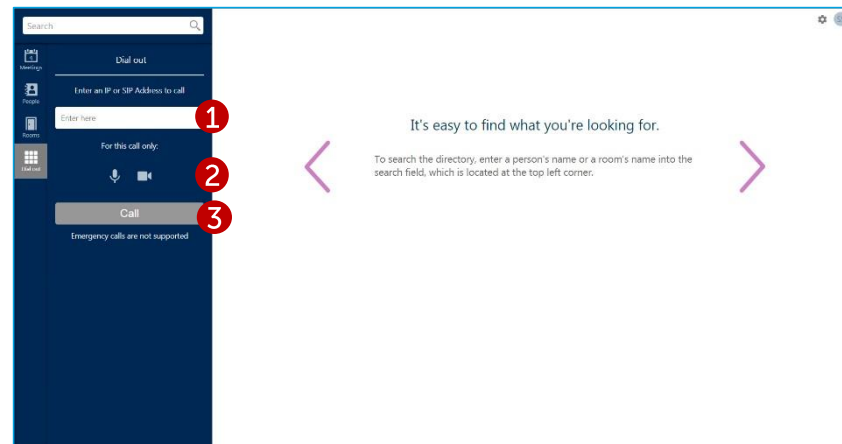 Search
Meetings
People
Rooms
Dial out
Dial out
Enter an IP or SIP Address to call
Enter here
1
For this call only:
2
Call
3
Emergency calls are not supported
It's easy to find what you're looking for.
To search the directory, enter a person's name or a room's name into the
search field, which is located at the top left corner.